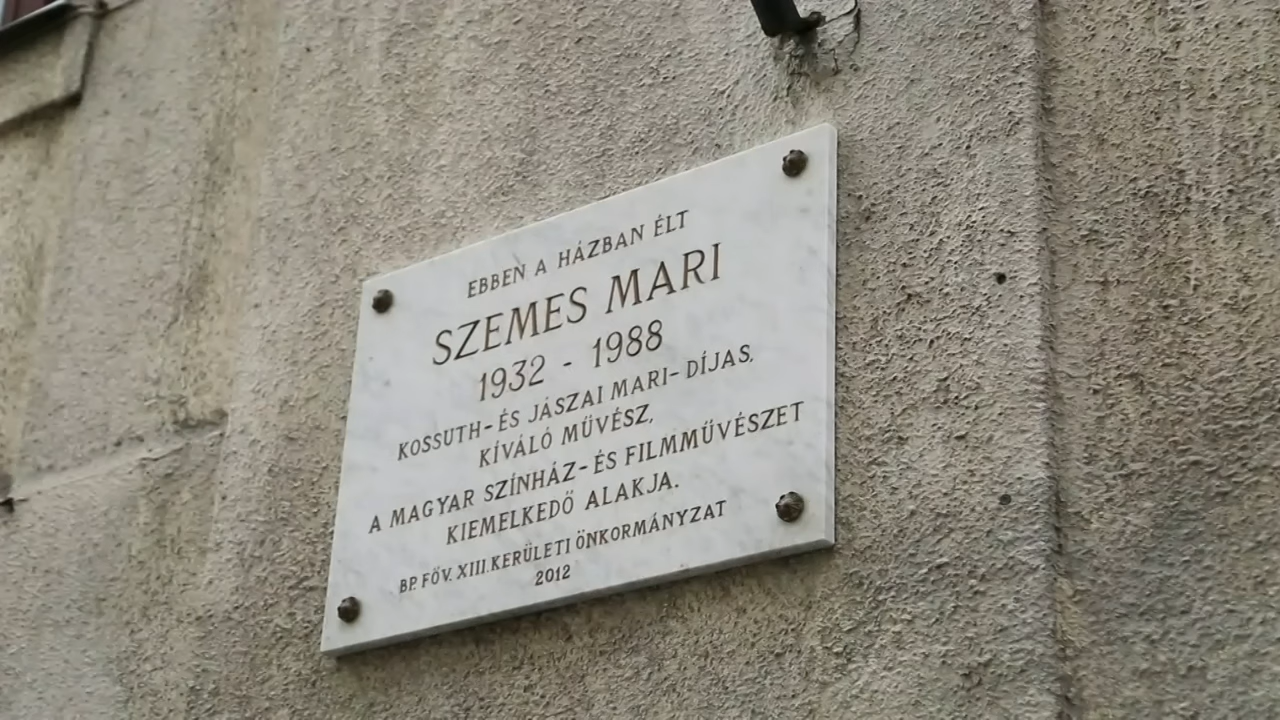 EBBEN A HÁZBAN ÉLT
SZEMES MARI
1932 - 1988
KOSSUTH- ÉS JÁSZAI MARI- DÍJAS,
KÍVÁLÓ MŰVÉSZ,
A MAGYAR SZÍNHÁZ- ÉS FILMMŰVÉSZET
KIEMELKEDŐ ALAKJA.
BP. FŐV. XIII. KERÜLETI ÖNKORMÁNYZAT
2012